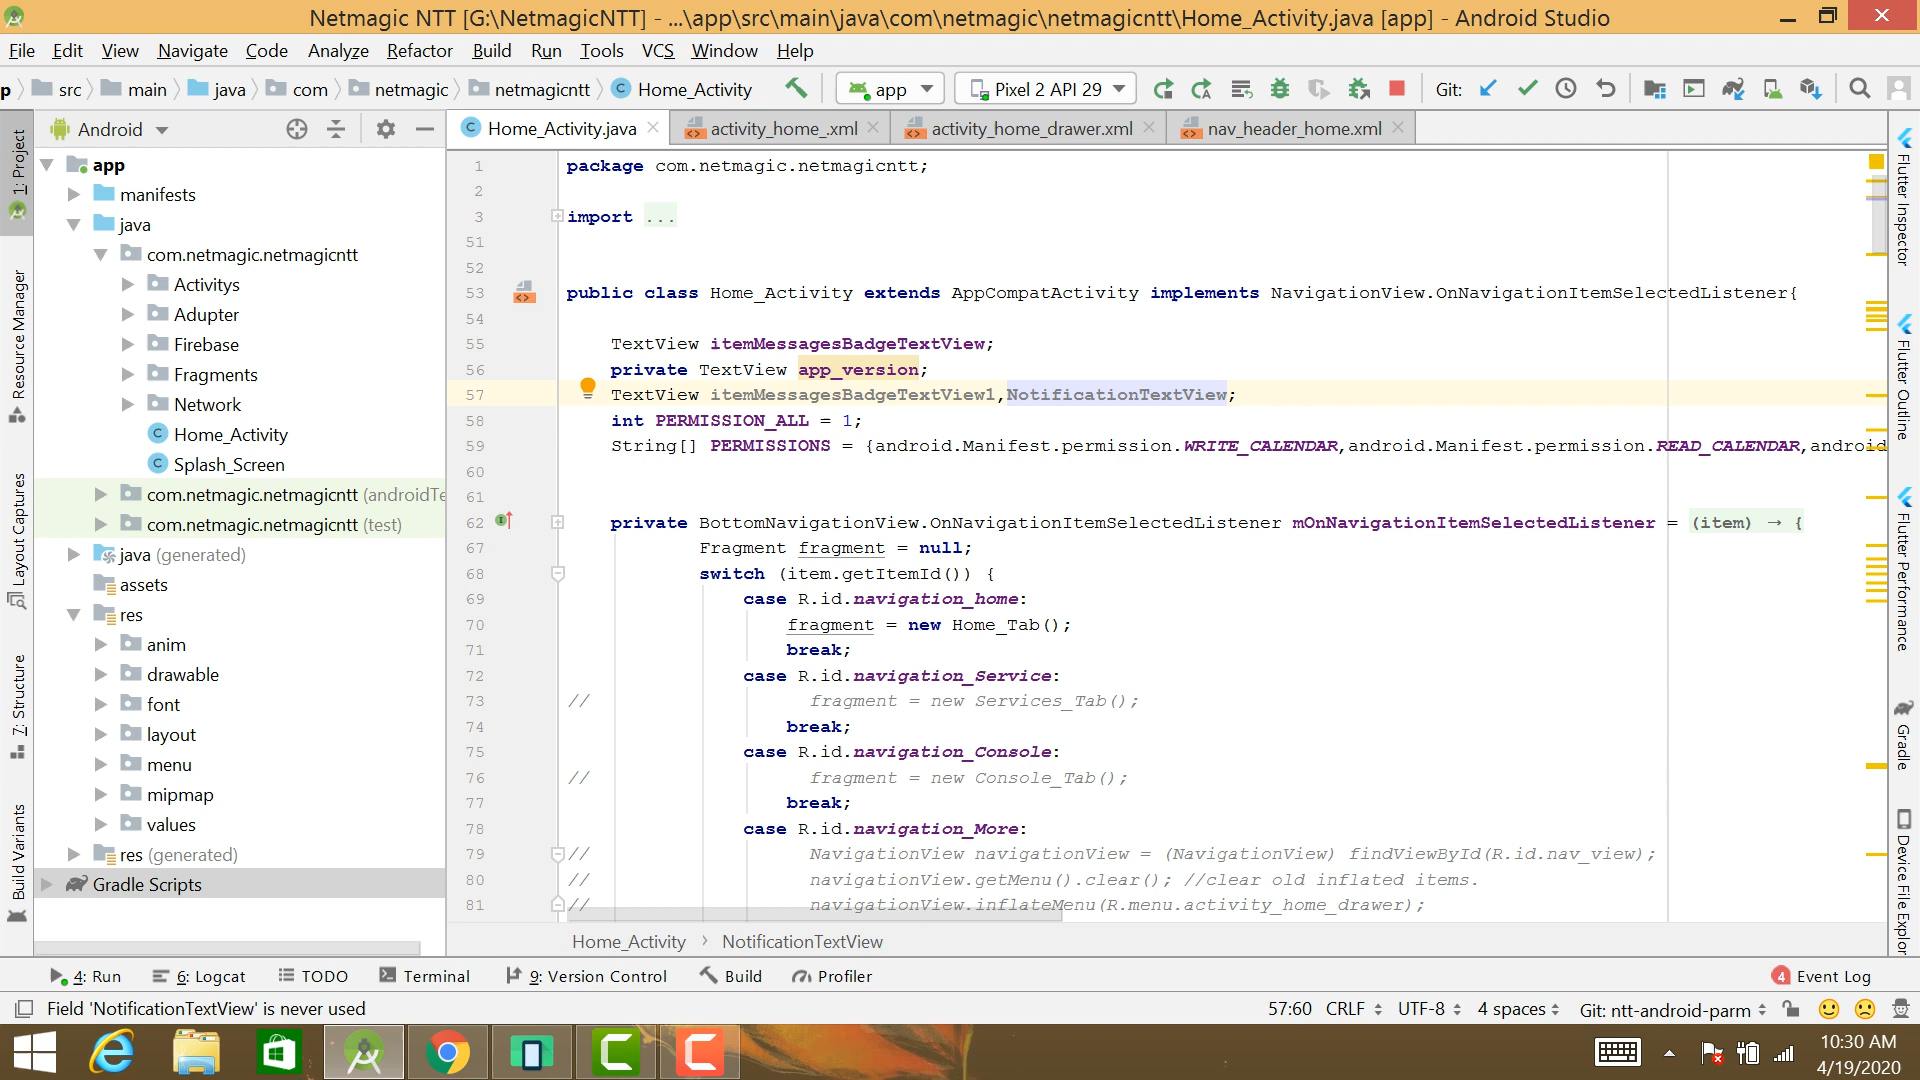 Netmagic NTT [G:\NetmagicNTT] - ...\app\src\main\java\com\netmagic\netmagicntt\Home_Activity.java [app] - Android Studio
File Edit View Navigate Code Analyze Refactor Build Run Tools VCS Window Help
p src main java com netmagic netmagicntt C Home_Activity app Pixel 2 API 29 Git:
Android
C Home_Activity.java activity_home_.xml activity_home_drawer.xml nav_header_home.xml
1: Project
Resource Manager
Layout Captures
7: Structure
Build Variants
app
manifests
java
com.netmagic.netmagicntt
Activitys
Adupter
Firebase
Fragments
Network
C Home_Activity
C Splash_Screen
com.netmagic.netmagicntt (androidTe
com.netmagic.netmagicntt (test)
java (generated)
assets
res
anim
drawable
font
layout
menu
mipmap
values
res (generated)
Gradle Scripts
1 package com.netmagic.netmagicntt;
2
3 import ...
51
52
53 public class Home_Activity extends AppCompatActivity implements NavigationView.OnNavigationItemSelectedListener{
54
55 TextView itemMessagesBadgeTextView;
56 private TextView app_version;
57 TextView itemMessagesBadgeTextView1,NotificationTextView;
58 int PERMISSION_ALL = 1;
59 String[] PERMISSIONS = {android.Manifest.permission.WRITE_CALENDAR,android.Manifest.permission.READ_CALENDAR,android
60
61
62 private BottomNavigationView.OnNavigationItemSelectedListener mOnNavigationItemSelectedListener = (item) → {
67 Fragment fragment = null;
68 switch (item.getItemId()) {
69 case R.id.navigation_home:
70 fragment = new Home_Tab();
71 break;
72 case R.id.navigation_Service:
73 // fragment = new Services_Tab();
74 break;
75 case R.id.navigation_Console:
76 // fragment = new Console_Tab();
77 break;
78 case R.id.navigation_More:
79 // NavigationView navigationView = (NavigationView) findViewById(R.id.nav_view);
80 // navigationView.getMenu().clear(); //clear old inflated items.
81 // navigationView.inflateMenu(R.menu.activity_home_drawer);
Home_Activity › NotificationTextView
Flutter Inspector
Flutter Outline
Flutter Performance
Gradle
Device File Explor
4: Run 6: Logcat TODO Terminal 9: Version Control Build Profiler 4 Event Log
Field 'NotificationTextView' is never used 57:60 CRLF UTF-8 4 spaces Git: ntt-android-parm
10:30 AM
4/19/2020